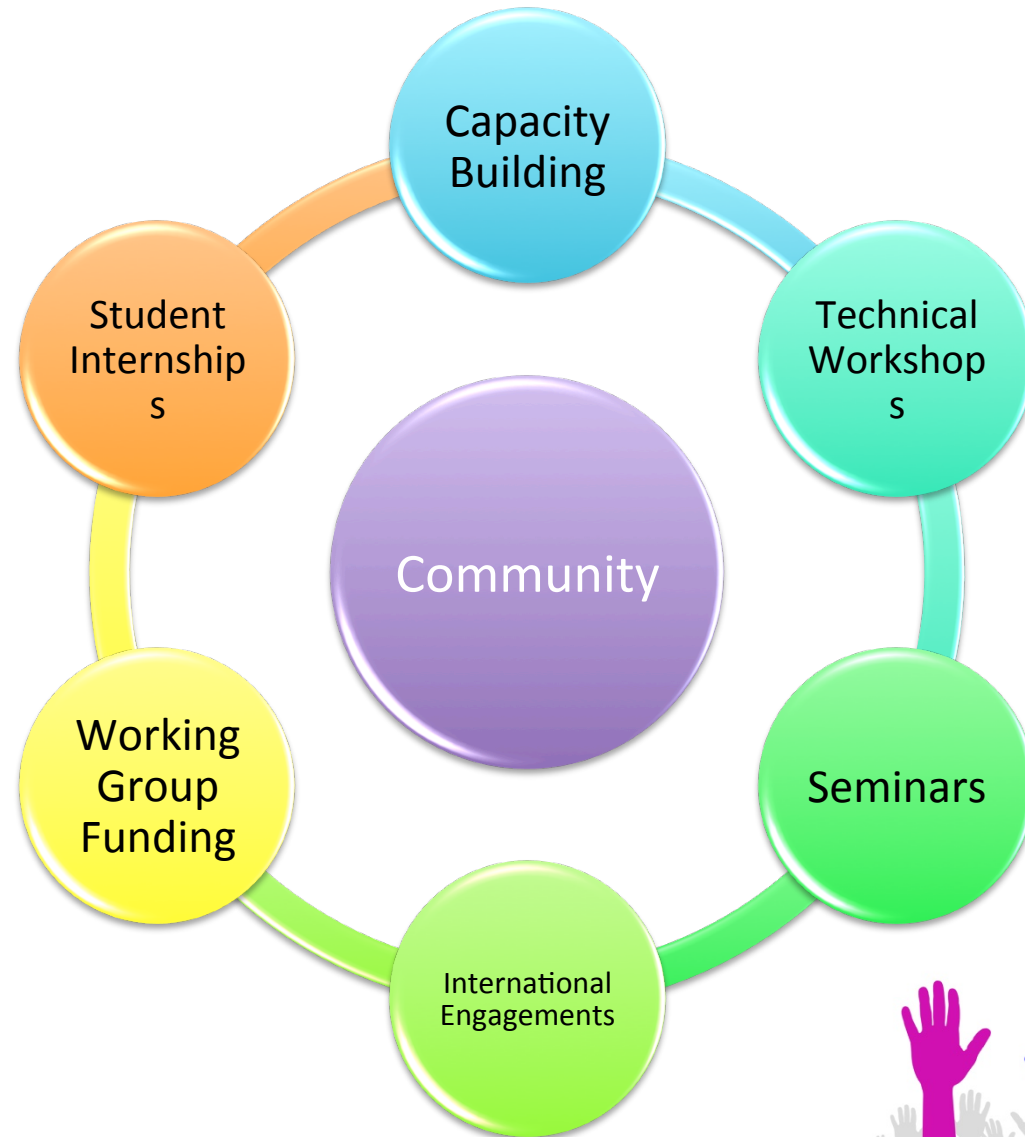 Capacity
Building
Student
Internship
s
Technical
Workshop
s
Community
Working
Group
Funding
Seminars
International
Engagements